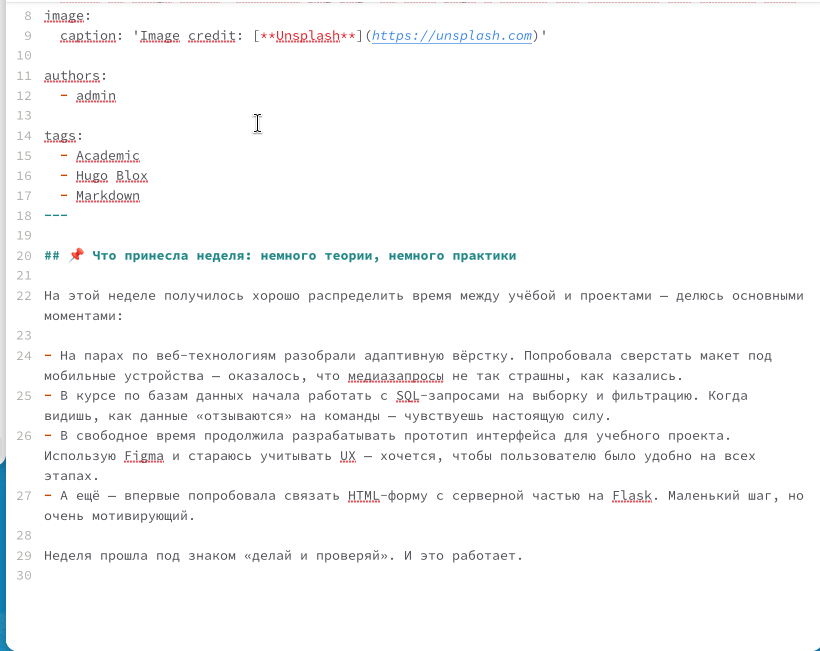 8 image:
9 caption: 'Image credit: [**Unsplash**](https://unsplash.com)'
10
11 authors:
12 - admin
13
14 tags:
15 - Academic
16 - Hugo Blox
17 - Markdown
18 ---
19
20 ## 📌 Что принесла неделя: немного теории, немного практики
21
22 На этой неделе получилось хорошо распределить время между учёбой и проектами — делюсь основными
моментами:
23
24 - На парах по веб-технологиям разобрали адаптивную вёрстку. Попробовала сверстать макет под
мобильные устройства — оказалось, что медиазапросы не так страшны, как казались.
25 - В курсе по базам данных начала работать с SQL-запросами на выборку и фильтрацию. Когда
видишь, как данные «отзываются» на команды — чувствуешь настоящую силу.
26 - В свободное время продолжила разрабатывать прототип интерфейса для учебного проекта.
Использую Figma и стараюсь учитывать UX — хочется, чтобы пользователю было удобно на всех
этапах.
27 - А ещё — впервые попробовала связать HTML-форму с серверной частью на Flask. Маленький шаг, но
очень мотивирующий.
28
29 Неделя прошла под знаком «делай и проверяй». И это работает.
30